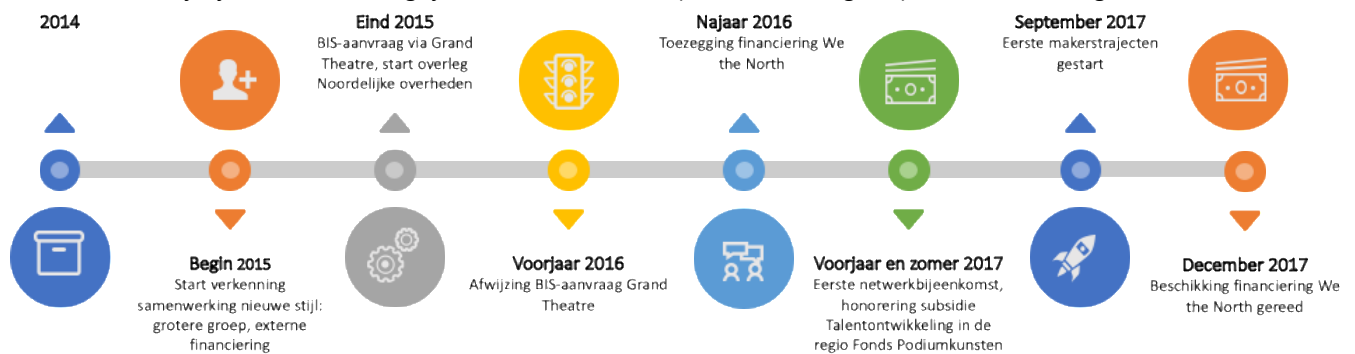 2014
Begin 2015
Start verkenning
samenwerking nieuwe stijl:
grotere groep, externe
financiering
Eind 2015
BIS-aanvraag via Grand
Theatre, start overleg
Noordelijke overheden
Voorjaar 2016
Afwijzing BIS-aanvraag Grand
Theatre
Najaar 2016
Toezegging financiering We
the North
Voorjaar en zomer 2017
Eerste netwerkbijeenkomst,
honorering subsidie
Talentontwikkeling in de
regio Fonds Podiumkunsten
September 2017
Eerste makerstrajecten
gestart
December 2017
Beschikking financiering We
the North gereed